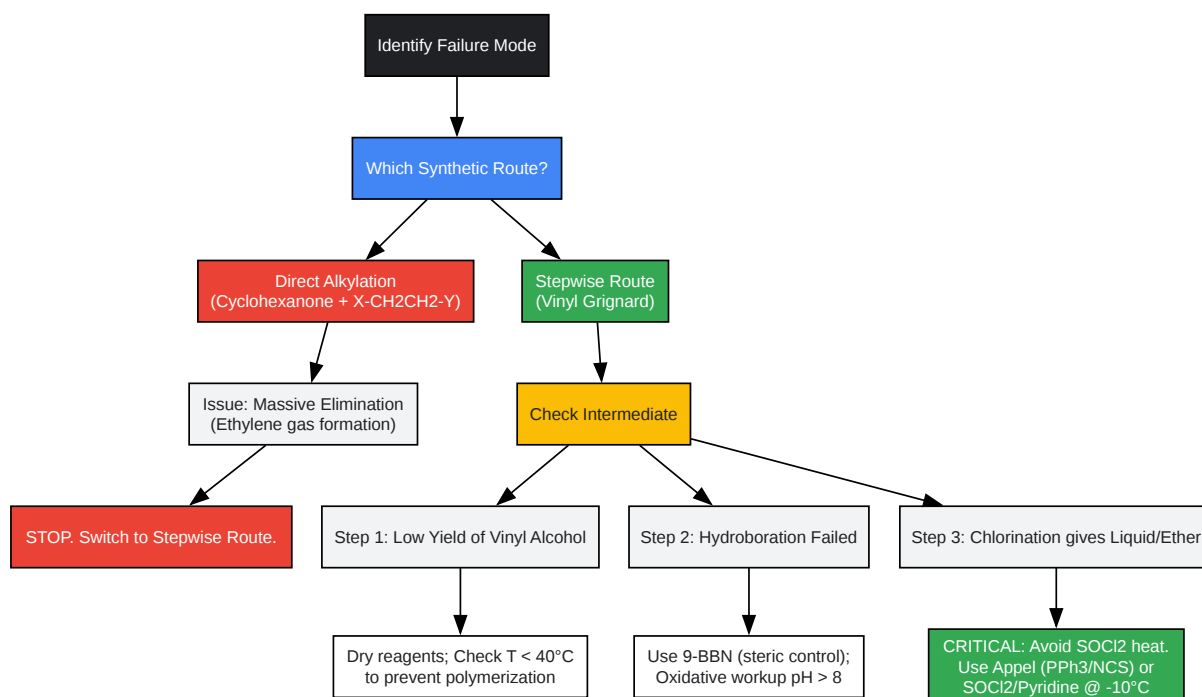 Identify Failure Mode
Which Synthetic Route?
Direct Alkylation
(Cyclohexanone + X-CH2CH2-Y)
Stepwise Route
(Vinyl Grignard)
Issue: Massive Elimination
(Ethylene gas formation)
Check Intermediate
STOP. Switch to Stepwise Route.
Step 1: Low Yield of Vinyl Alcohol
Step 2: Hydroboration Failed
Step 3: Chlorination gives Liquid/Ether
Dry reagents; Check T < 40°C
to prevent polymerization
Use 9-BBN (steric control);
Oxidative workup pH > 8
CRITICAL: Avoid SOCl2 heat.
Use Appel (PPh3/NCS) or
SOCl2/Pyridine @ -10°C